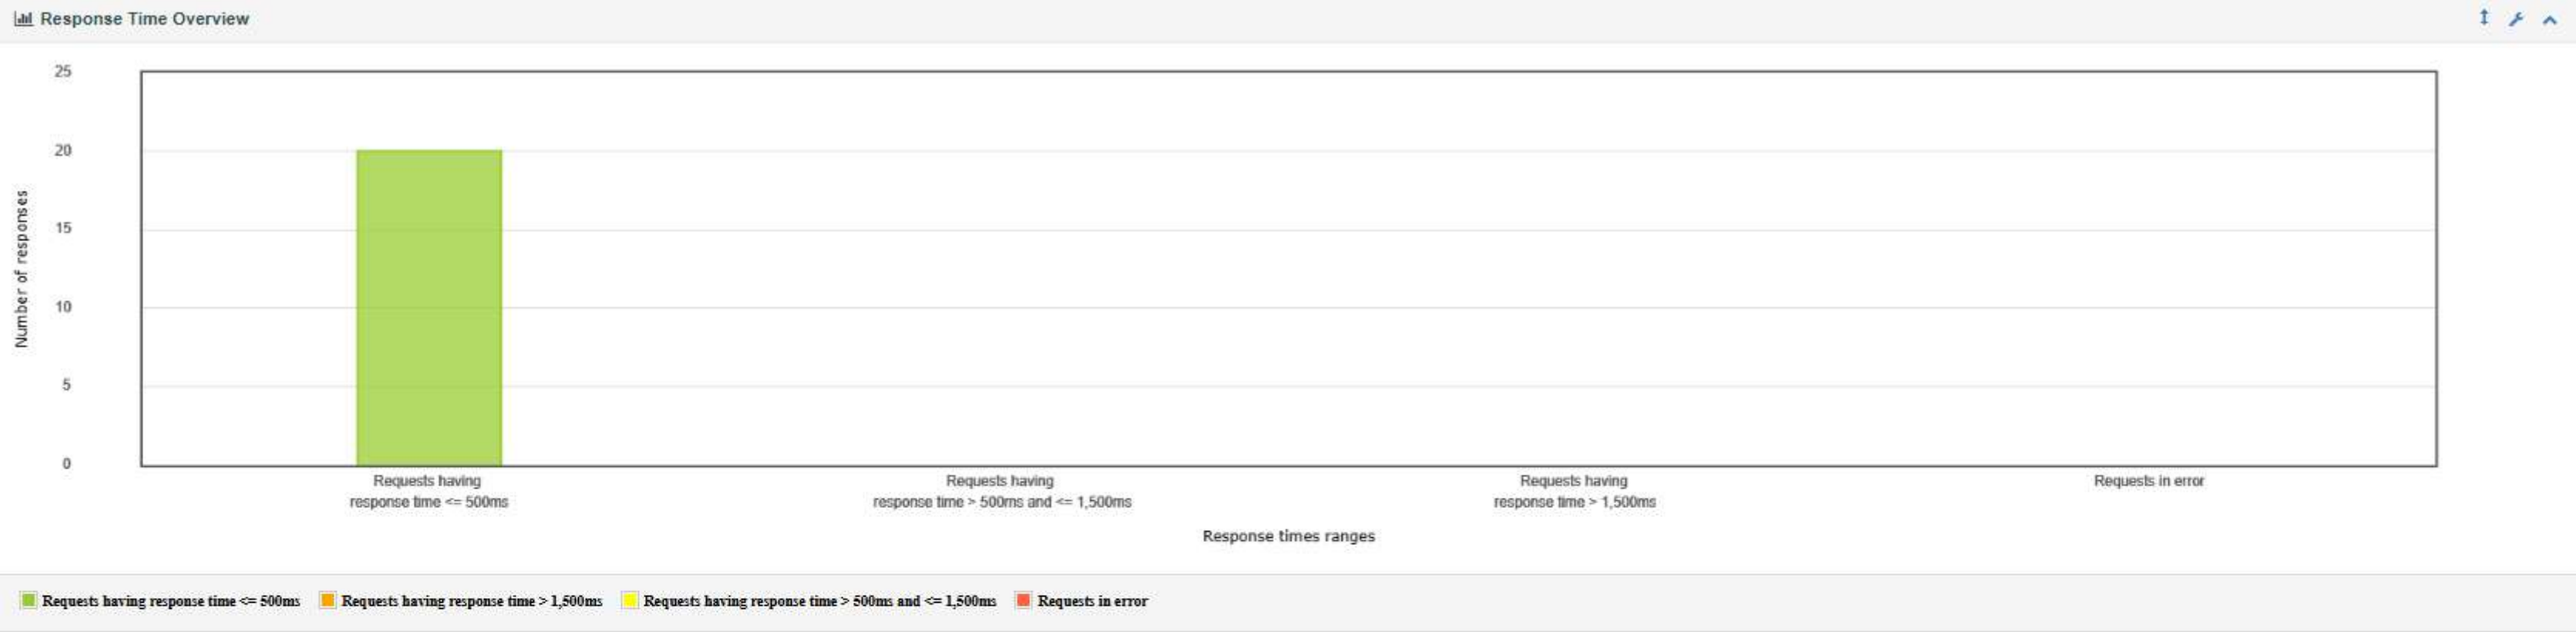 Response Time Overview
25
20
15
10
5
0
Number of responses
Requests having
response time <= 500ms
Requests having
response time > 500ms and <= 1,500ms
Requests having
response time > 1,500ms
Requests in error
Response times ranges
Requests having response time <= 500ms
Requests having response time > 1,500ms
Requests having response time > 500ms and <= 1,500ms
Requests in error